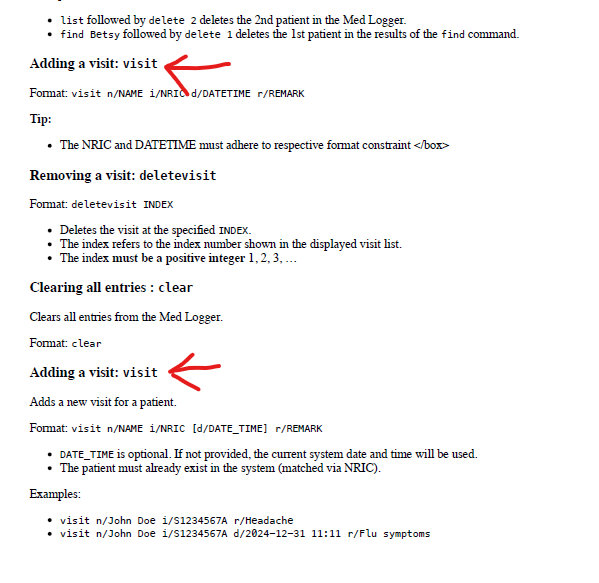 list followed by delete 2 deletes the 2nd patient in the Med Logger.
find Betsy followed by delete 1 deletes the 1st patient in the results of the find command.
Adding a visit: visit
Format: visit n/NAME i/NRIC d/DATETIME r/REMARK
Tip:
The NRIC and DATETIME must adhere to respective format constraint </box>
Removing a visit: deletevisit
Format: deletevisit INDEX
Deletes the visit at the specified INDEX.
The index refers to the index number shown in the displayed visit list.
The index must be a positive integer 1, 2, 3, …
Clearing all entries : clear
Clears all entries from the Med Logger.
Format: clear
Adding a visit: visit
Adds a new visit for a patient.
Format: visit n/NAME i/NRIC [d/DATE_TIME] r/REMARK
DATE_TIME is optional. If not provided, the current system date and time will be used.
The patient must already exist in the system (matched via NRIC).
Examples:
visit n/John Doe i/S1234567A r/Headache
visit n/John Doe i/S1234567A d/2024-12-31 11:11 r/Flu symptoms